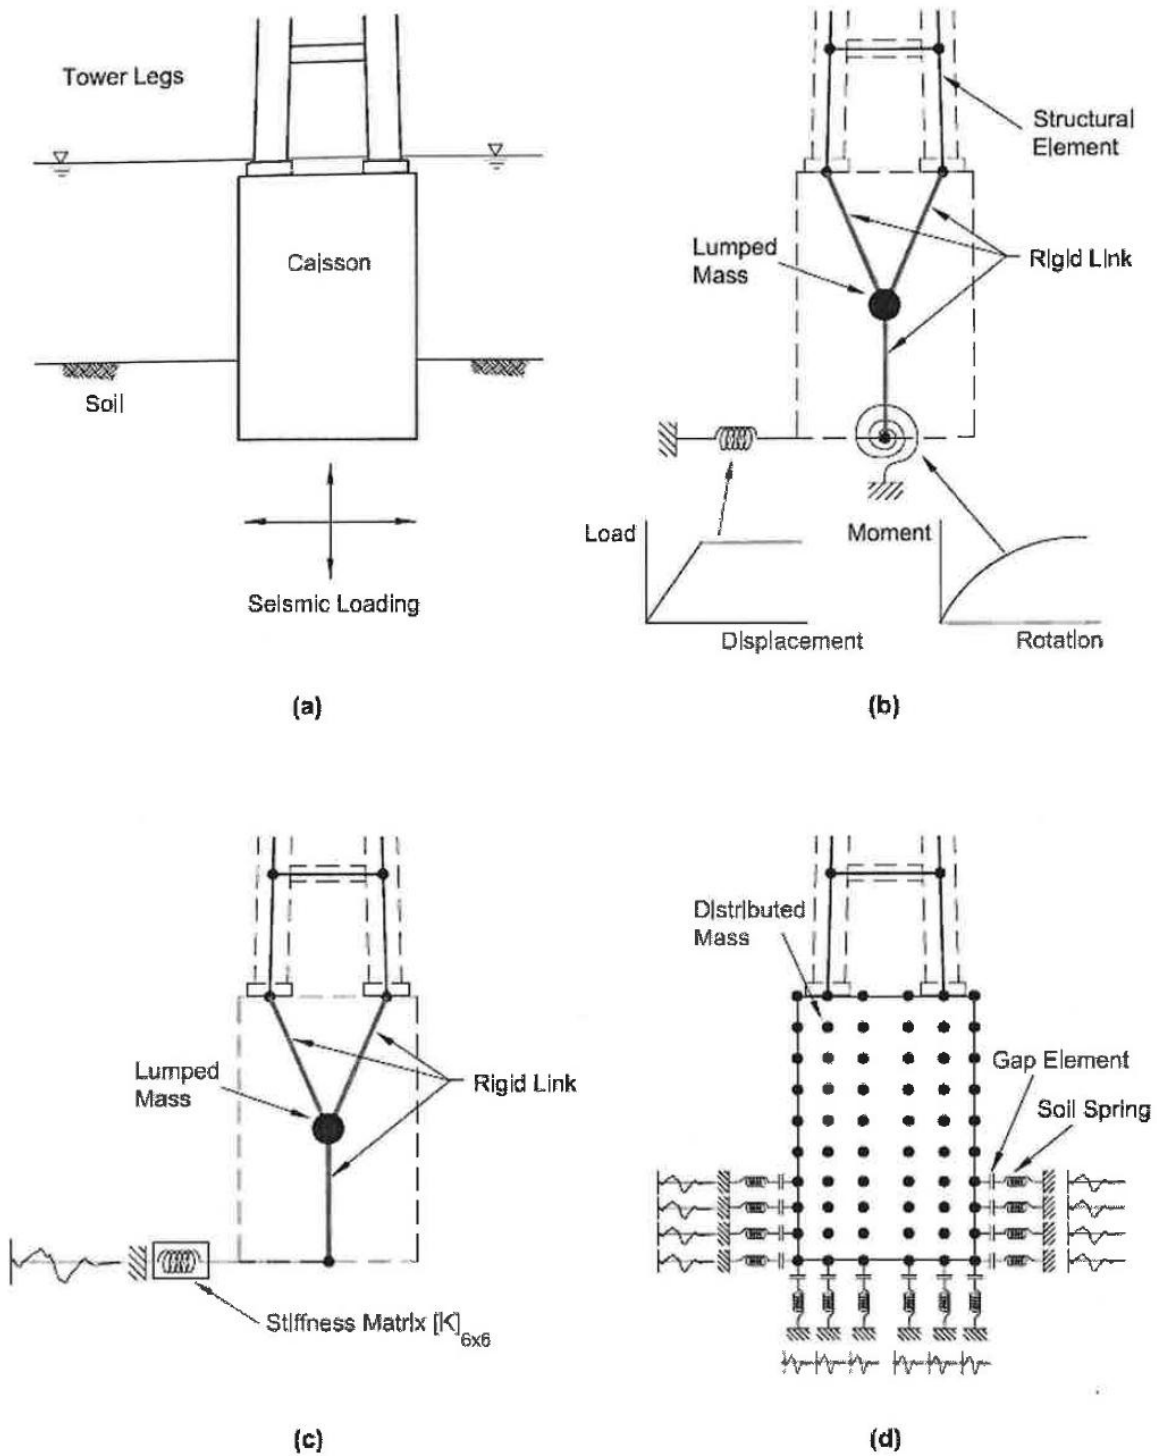 Tower Legs
Caisson
Soil
Seismic Loading
(a)
Structural
Element
Lumped
Mass
Rigid Link
Load
Displacement
Moment
Rotation
(b)
Lumped
Mass
Rigid Link
Stiffness Matrix [K]6x6
(c)
Distributed
Mass
Gap Element
Soil Spring
(d)